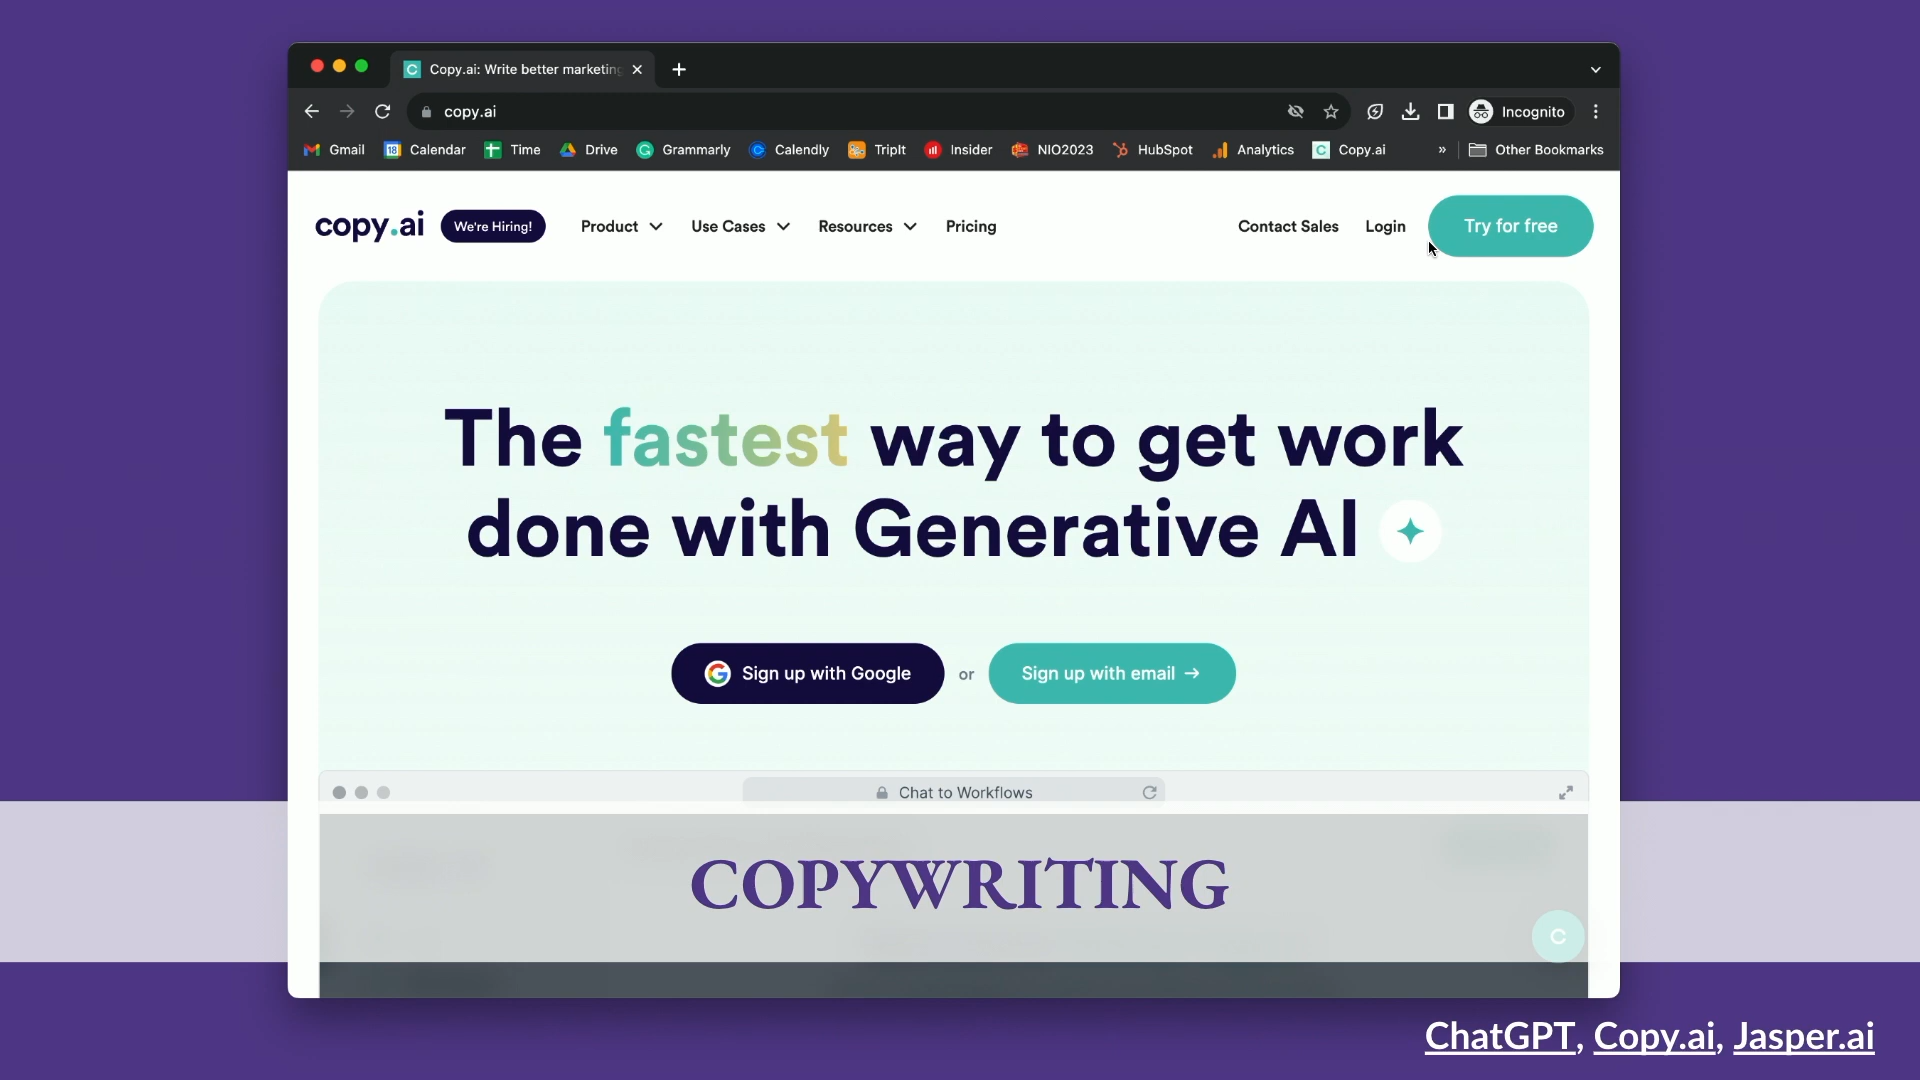 Copy.ai: Write better marketing
copy.ai
Incognito
Gmail
18
Calendar
Time
Drive
Grammarly
Calendly
TripIt
Insider
NIO2023
HubSpot
Analytics
C
Copy.ai
»
Other Bookmarks
copy.ai
We're Hiring!
Product
Use Cases
Resources
Pricing
Contact Sales
Login
Try for free
The fastest way to get work
done with Generative AI
Sign up with Google
or
Sign up with email →
Chat to Workflows
COPYWRITING
C
ChatGPT, Copy.ai, Jasper.ai